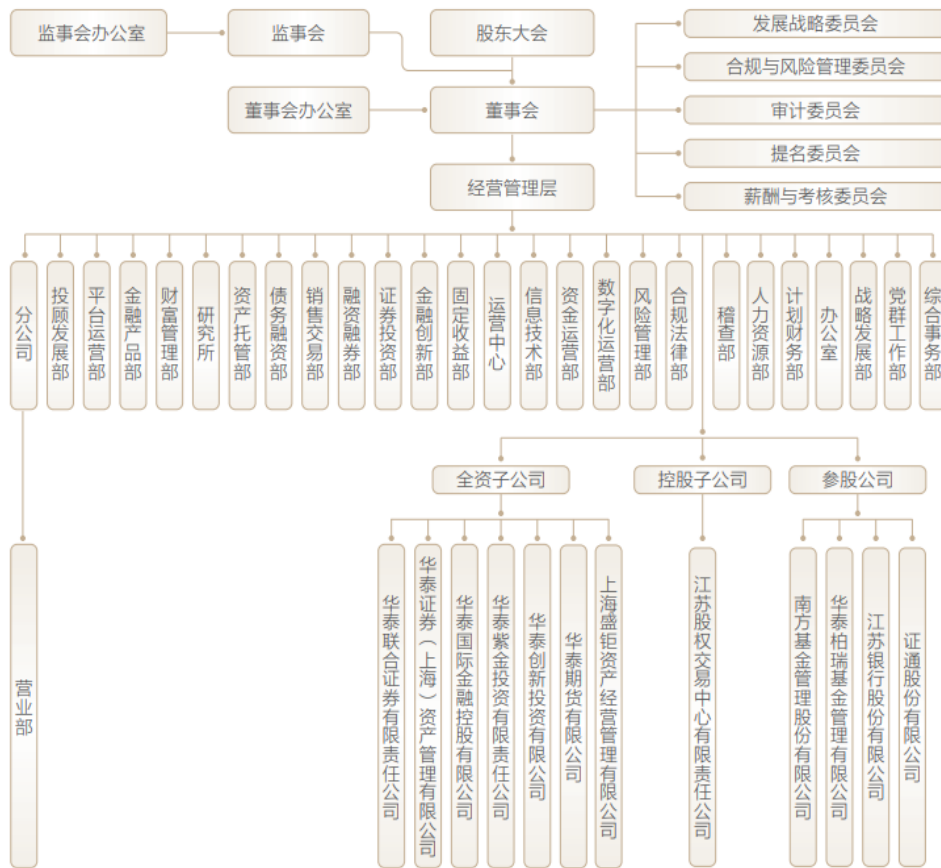 监事会办公室
监事会
股东大会
发展战略委员会
合规与风险管理委员会
董事会办公室
董事会
审计委员会
提名委员会
经营管理层
薪酬与考核委员会
分公司
投顾发展部
平台运营部
金融产品部
财富管理部
研究所
资产托管部
债务融资部
销售交易部
融资融券部
证券投资部
金融创新部
固定收益部
运营中心
信息技术部
资金运营部
数字化运营部
风险管理部
合规法律部
稽查部
人力资源部
计划财务部
办公室
战略发展部
党群工作部
综合事务部
全资子公司
控股子公司
参股公司
营业部
华泰联合证券有限责任公司
华泰证券（上海）资产管理有限公司
华泰国际金融控股有限公司
华泰紫金投资有限责任公司
华泰创新投资有限公司
华泰期货有限公司
上海盛钜资产经营管理有限公司
江苏股权交易中心有限责任公司
南方基金管理股份有限公司
华泰柏瑞基金管理有限公司
江苏银行股份有限公司
证通股份有限公司